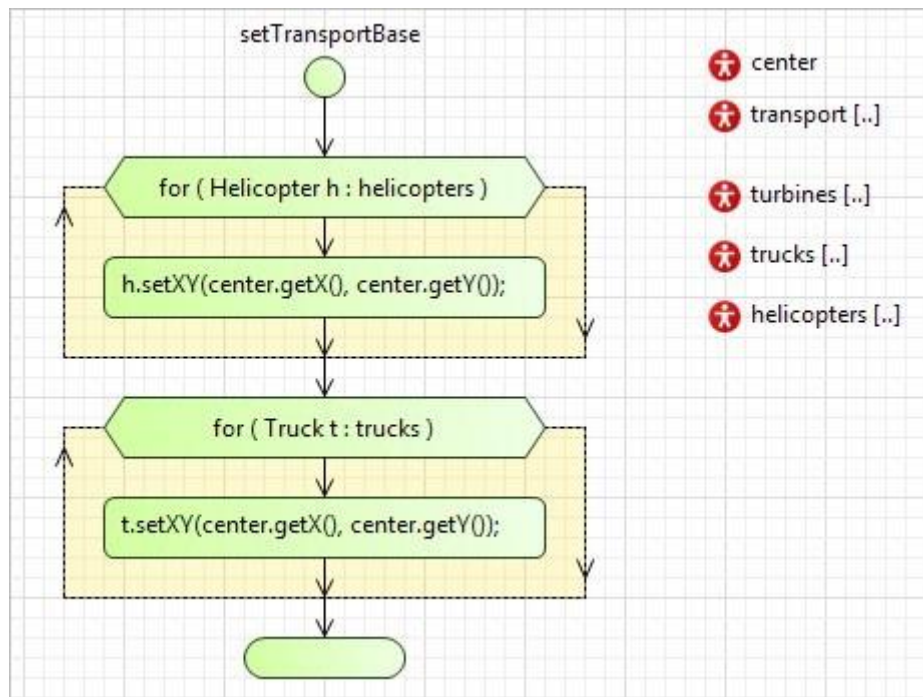 setTransportBase
for ( Helicopter h : helicopters )
h.setXY(center.getX(), center.getY());
for ( Truck t : trucks )
t.setXY(center.getX(), center.getY());
center
transport [..]
turbines [..]
trucks [..]
helicopters [..]